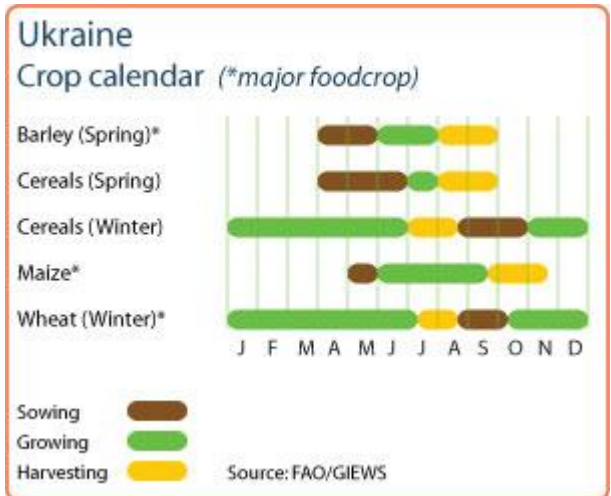 Ukraine
Crop calendar (*major foodcrop)
Barley (Spring)*
Cereals (Spring)
Cereals (Winter)
Maize*
Wheat (Winter)*
J F M A M J J A S O N D
Sowing
Growing
Harvesting Source: FAO/GIEWS